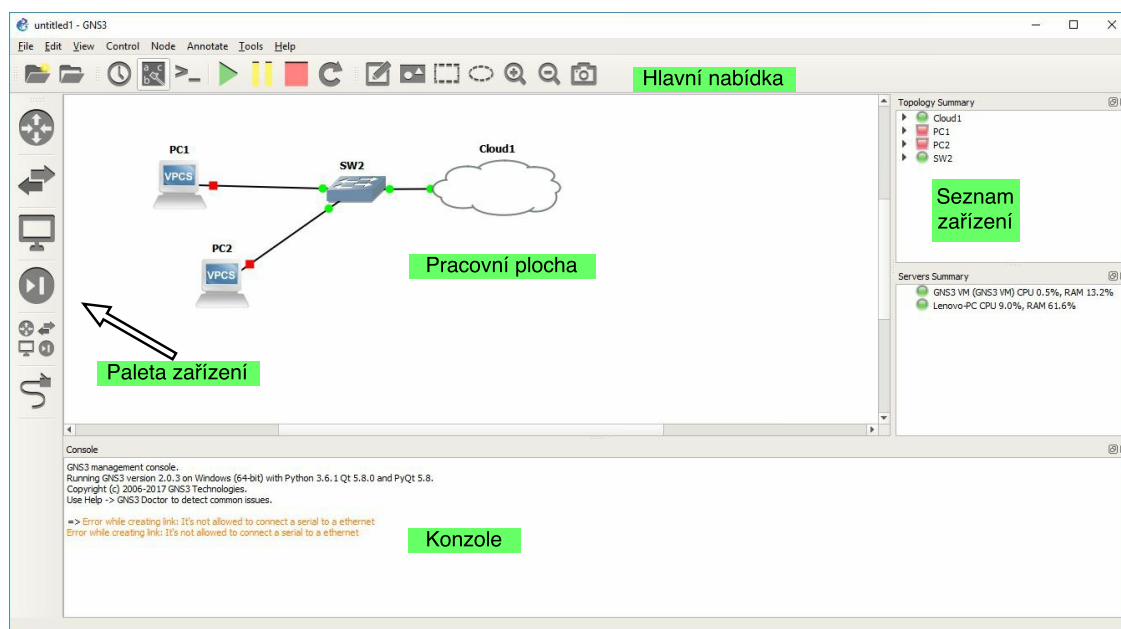 untitled1 - GNS3
File Edit View Control Node Annotate Tools Help
Hlavní nabídka
Topology Summary
Cloud1
PC1
PC2
SW2
Seznam
zařízení
PC1
VPCS
SW2
Cloud1
PC2
VPCS
Pracovní plocha
Paleta zařízení
Servers Summary
GNS3 VM (GNS3 VM) CPU 0.5%, RAM 13.2%
Lenovo-PC CPU 9.0%, RAM 61.6%
Console
GNS3 management console.
Running GNS3 version 2.0.3 on Windows (64-bit) with Python 3.6.1 Qt 5.8.0 and PyQt 5.8.
Copyright (c) 2006-2017 GNS3 Technologies.
Use Help -> GNS3 Doctor to detect common issues.
=> Error while creating link: It's not allowed to connect a serial to a ethernet
Error while creating link: It's not allowed to connect a serial to a ethernet
Konzole